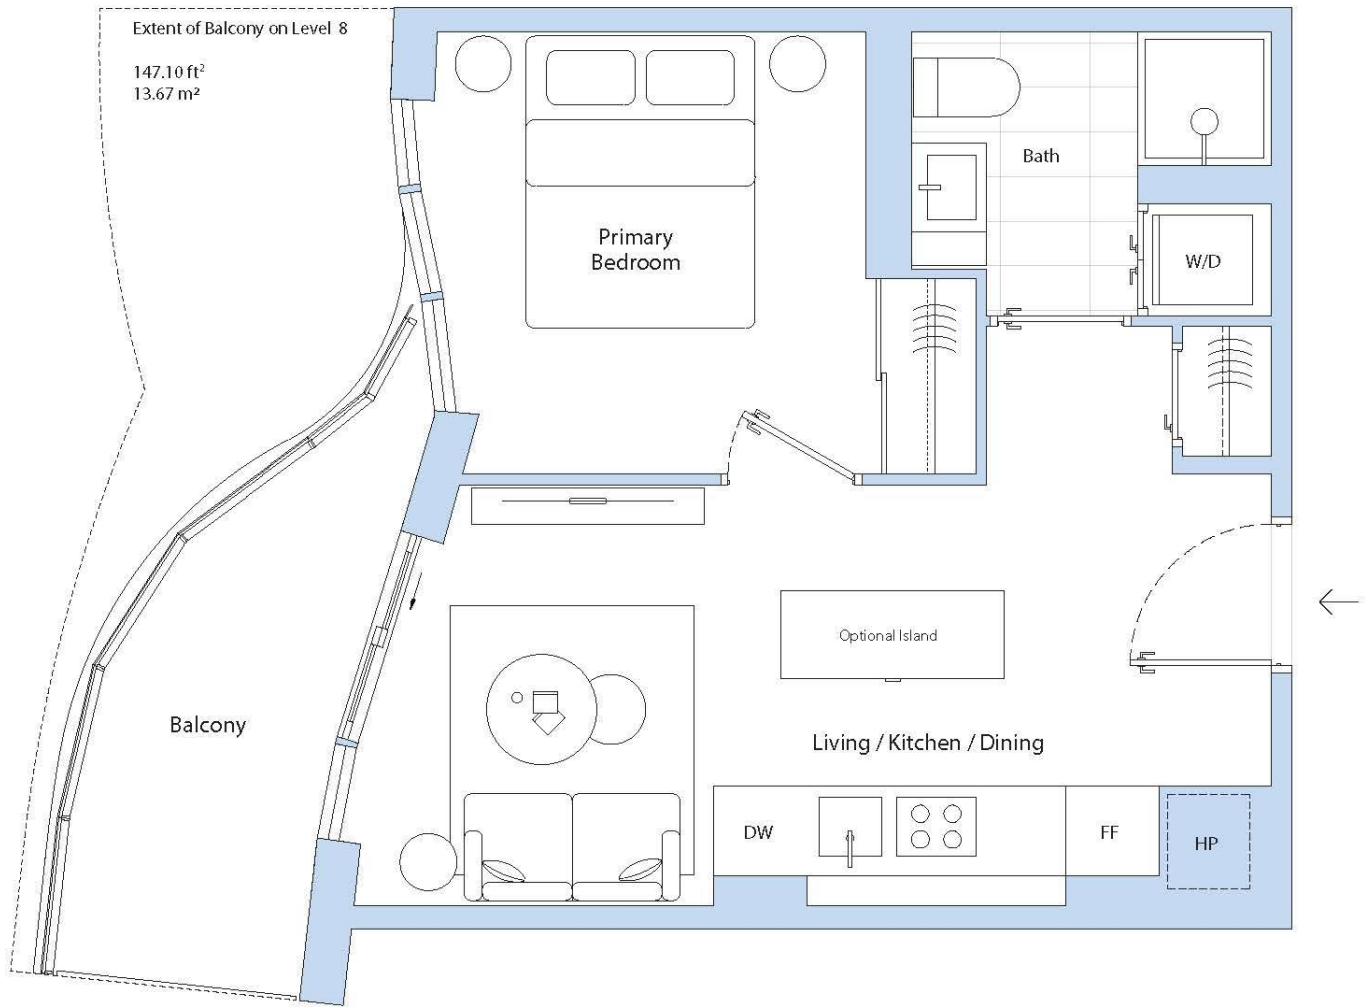 Extent of Balcony on Level 8
147.10 ft²
13.67 m²
Bath
Primary
Bedroom
W/D
Optional Island
Balcony
Living / Kitchen / Dining
DW
FF
HP